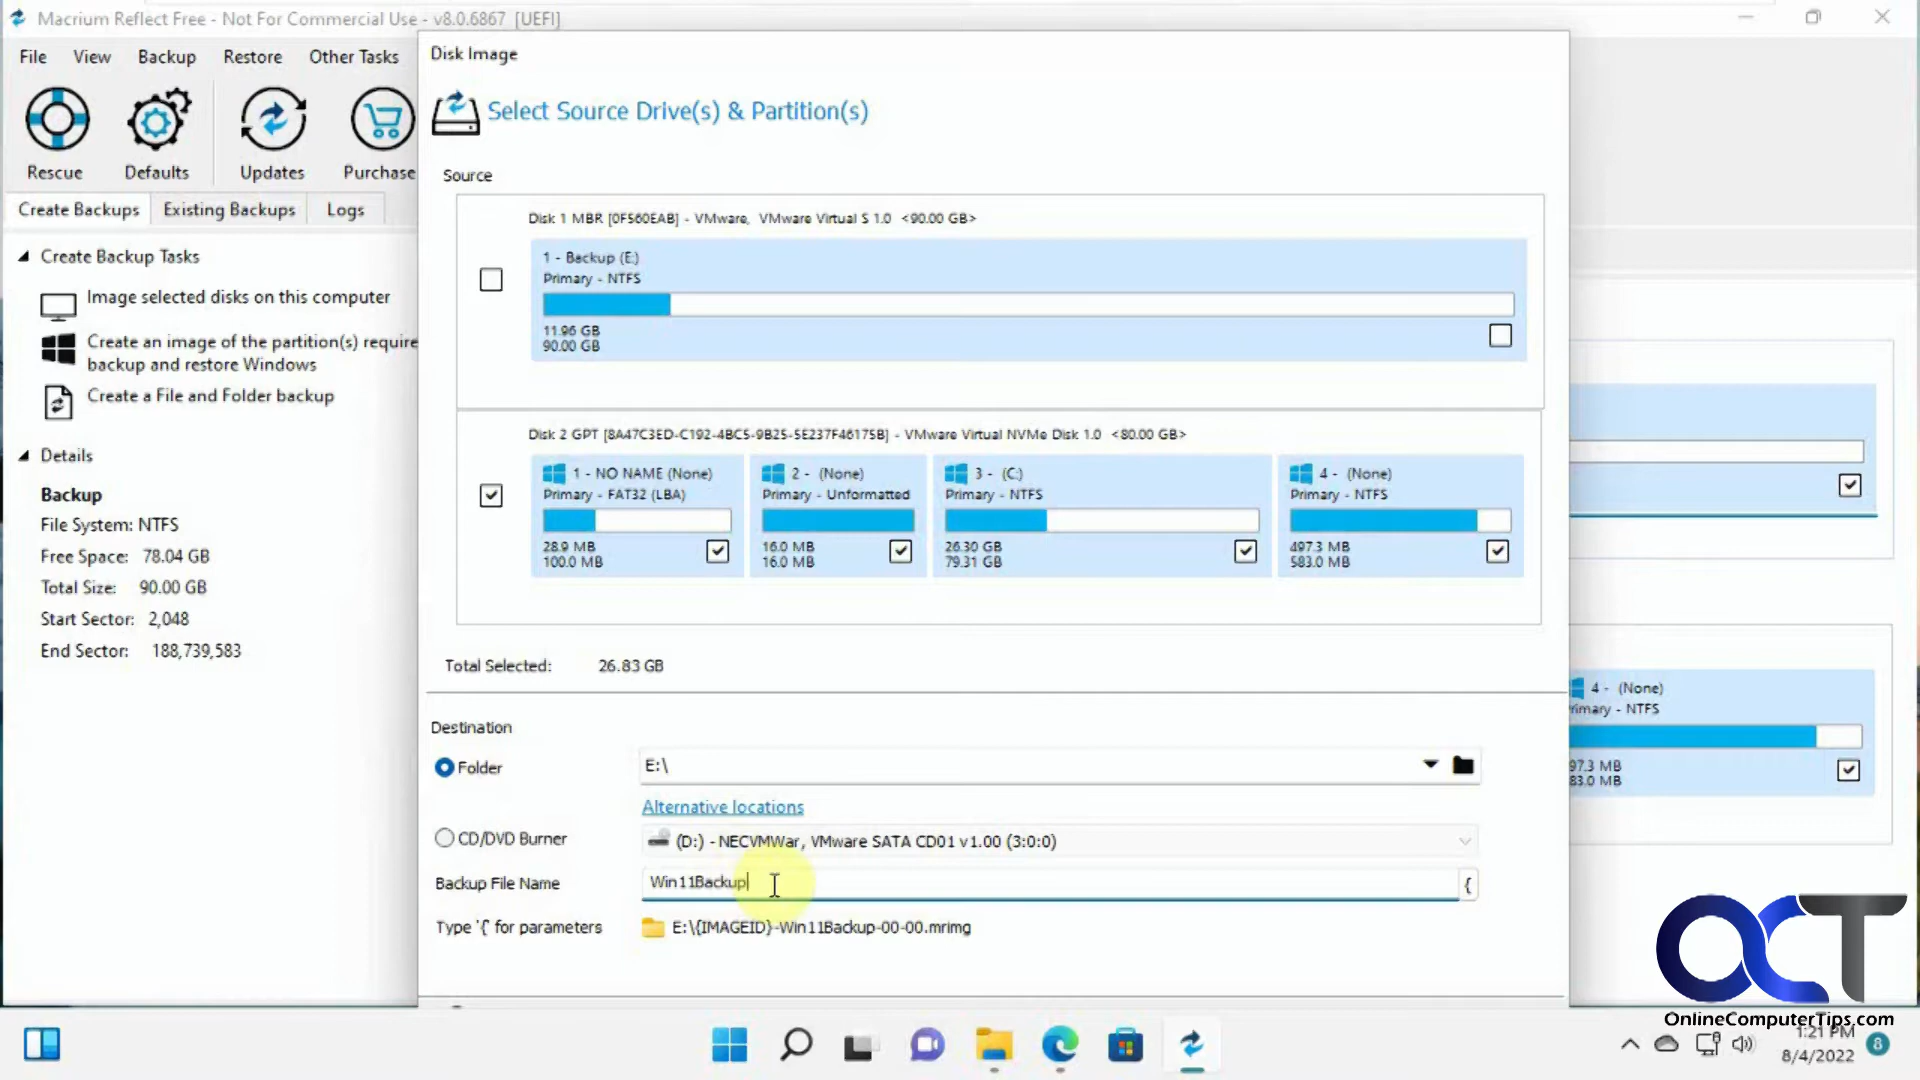 Macrium Reflect Free - Not For Commercial Use - v8.0.6867 [UEFI]
File View Backup Restore Other Tasks
Rescue Defaults Updates Purchase
Create Backups Existing Backups Logs
Create Backup Tasks
Image selected disks on this computer
Create an image of the partition(s) require
backup and restore Windows
Create a File and Folder backup
Details
Backup
File System: NTFS
Free Space: 78.04 GB
Total Size: 90.00 GB
Start Sector: 2,048
End Sector: 188,739,583
Disk Image
Select Source Drive(s) & Partition(s)
Source
Disk 1 MBR [0F560EAB] - VMware, VMware Virtual S 1.0 <90.00 GB>
1 - Backup (E:)
Primary - NTFS
11.96 GB
90.00 GB
Disk 2 GPT [8A47C3ED-C192-4BC5-9B25-5E237F46175B] - VMware Virtual NVMe Disk 1.0 <80.00 GB>
1 - NO NAME (None)
Primary - FAT32 (LBA)
28.9 MB
100.0 MB
2 - (None)
Primary - Unformatted
16.0 MB
16.0 MB
3 - (C:)
Primary - NTFS
26.30 GB
79.31 GB
4 - (None)
Primary - NTFS
497.3 MB
583.0 MB
Total Selected: 26.83 GB
Destination
Folder E:\
Alternative locations
CD/DVD Burner (D:) - NECVMWar, VMware SATA CD01 v1.00 (3:0:0)
Backup File Name Win11Backup {
Type '{' for parameters E:\{IMAGEID}-Win11Backup-00-00.mrimg
4 - (None)
rimary - NTFS
97.3 MB
83.0 MB
OCT
OnlineComputerTips.com
1:21 PM
8/4/2022
8